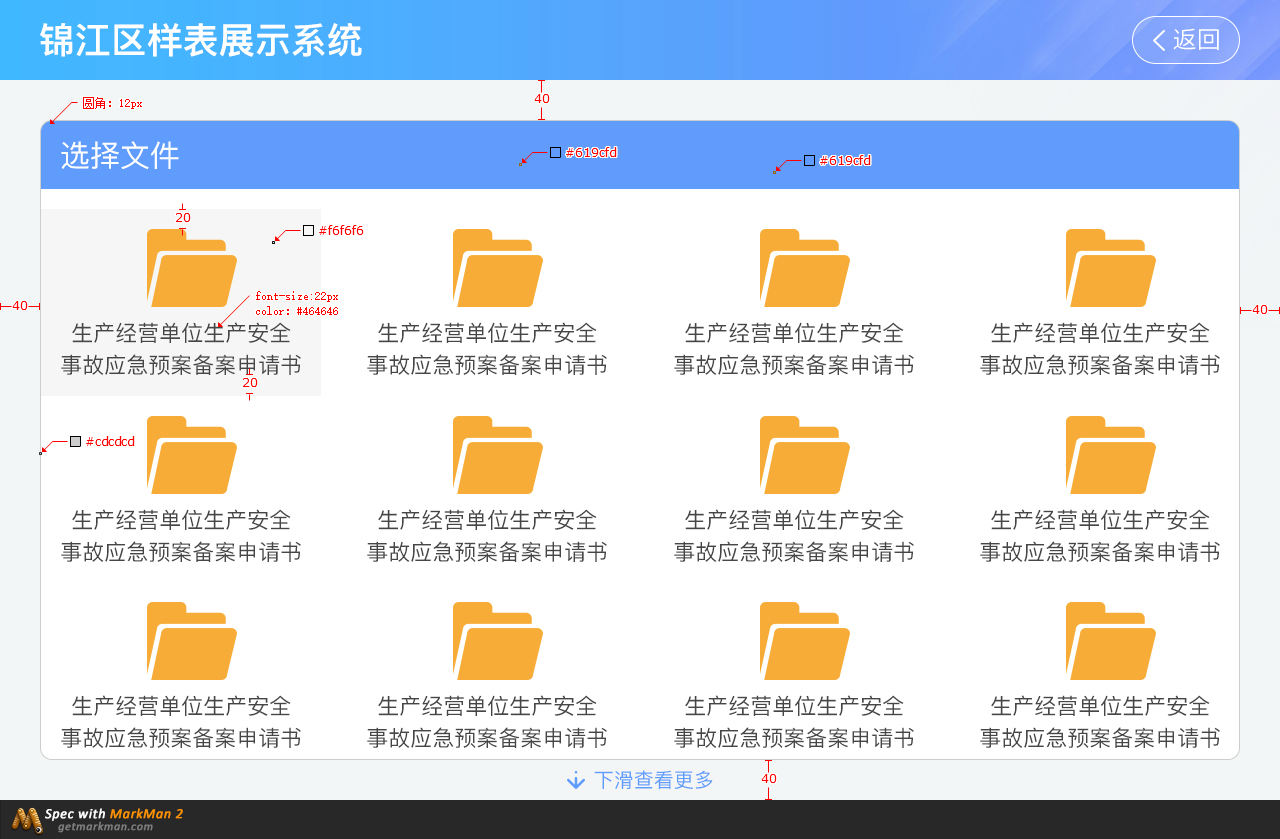 锦江区样表展示系统
返回
圆角：12px
40
选择文件
#619cfd
#619cfd
20
#f6f6f6
40
40
font-size:22px
color: #464646
生产经营单位生产安全
事故应急预案备案申请书
生产经营单位生产安全
事故应急预案备案申请书
生产经营单位生产安全
事故应急预案备案申请书
生产经营单位生产安全
事故应急预案备案申请书
20
#cdcdcd
生产经营单位生产安全
事故应急预案备案申请书
生产经营单位生产安全
事故应急预案备案申请书
生产经营单位生产安全
事故应急预案备案申请书
生产经营单位生产安全
事故应急预案备案申请书
生产经营单位生产安全
事故应急预案备案申请书
生产经营单位生产安全
事故应急预案备案申请书
生产经营单位生产安全
事故应急预案备案申请书
生产经营单位生产安全
事故应急预案备案申请书
下滑查看更多
40
Spec with MarkMan 2
getmarkman.com